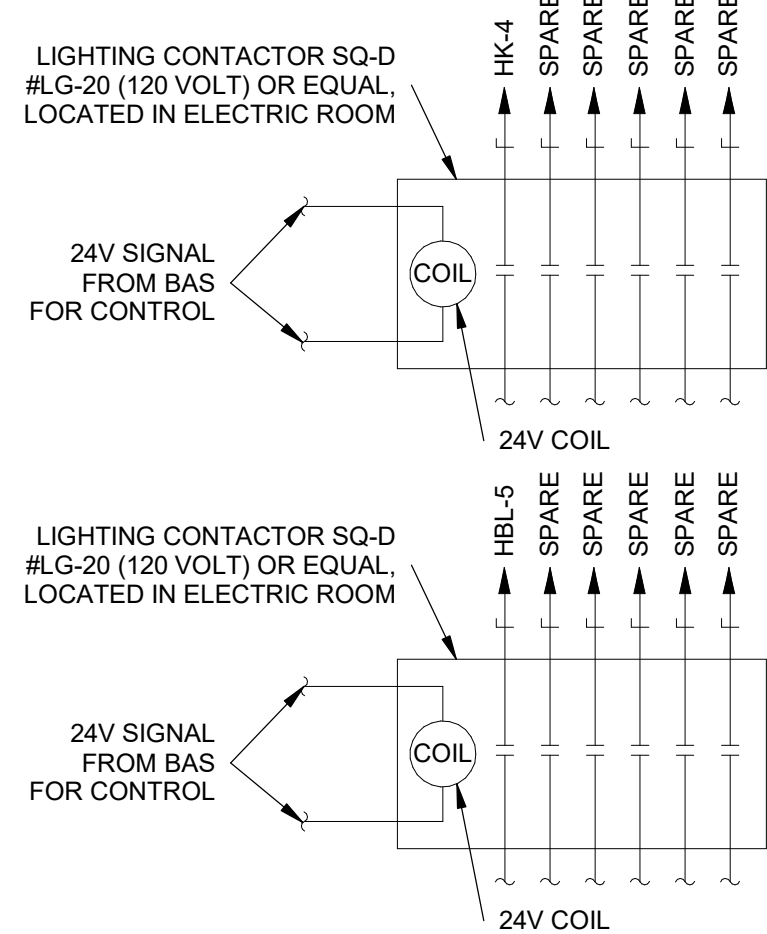 HK-4
SPARE
SPARE
SPARE
SPARE
SPARE
LIGHTING CONTACTOR SQ-D
#LG-20 (120 VOLT) OR EQUAL,
LOCATED IN ELECTRIC ROOM
24V SIGNAL
FROM BAS
FOR CONTROL
COIL
24V COIL
HBL-5
SPARE
SPARE
SPARE
SPARE
SPARE
LIGHTING CONTACTOR SQ-D
#LG-20 (120 VOLT) OR EQUAL,
LOCATED IN ELECTRIC ROOM
24V SIGNAL
FROM BAS
FOR CONTROL
COIL
24V COIL